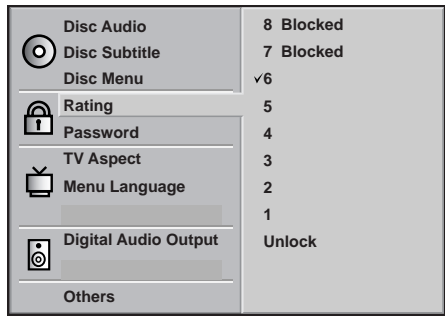 Disc Audio
Disc Subtitle
Disc Menu
Rating
Password
TV Aspect
Menu Language
Digital Audio Output
Others
8 Blocked
7 Blocked
✓6
5
4
3
2
1
Unlock